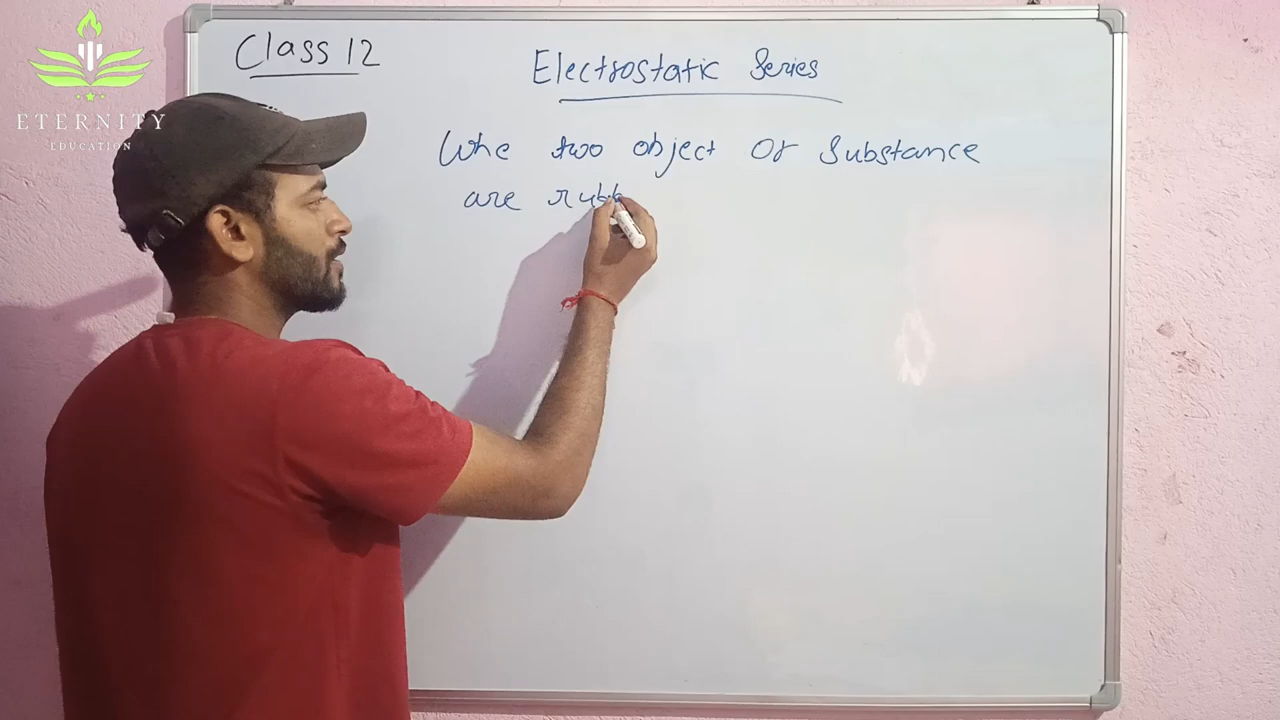 ETERNITY
EDUCATION
Class 12
Electrostatic Series
Whe two object Or Substance
are rubb